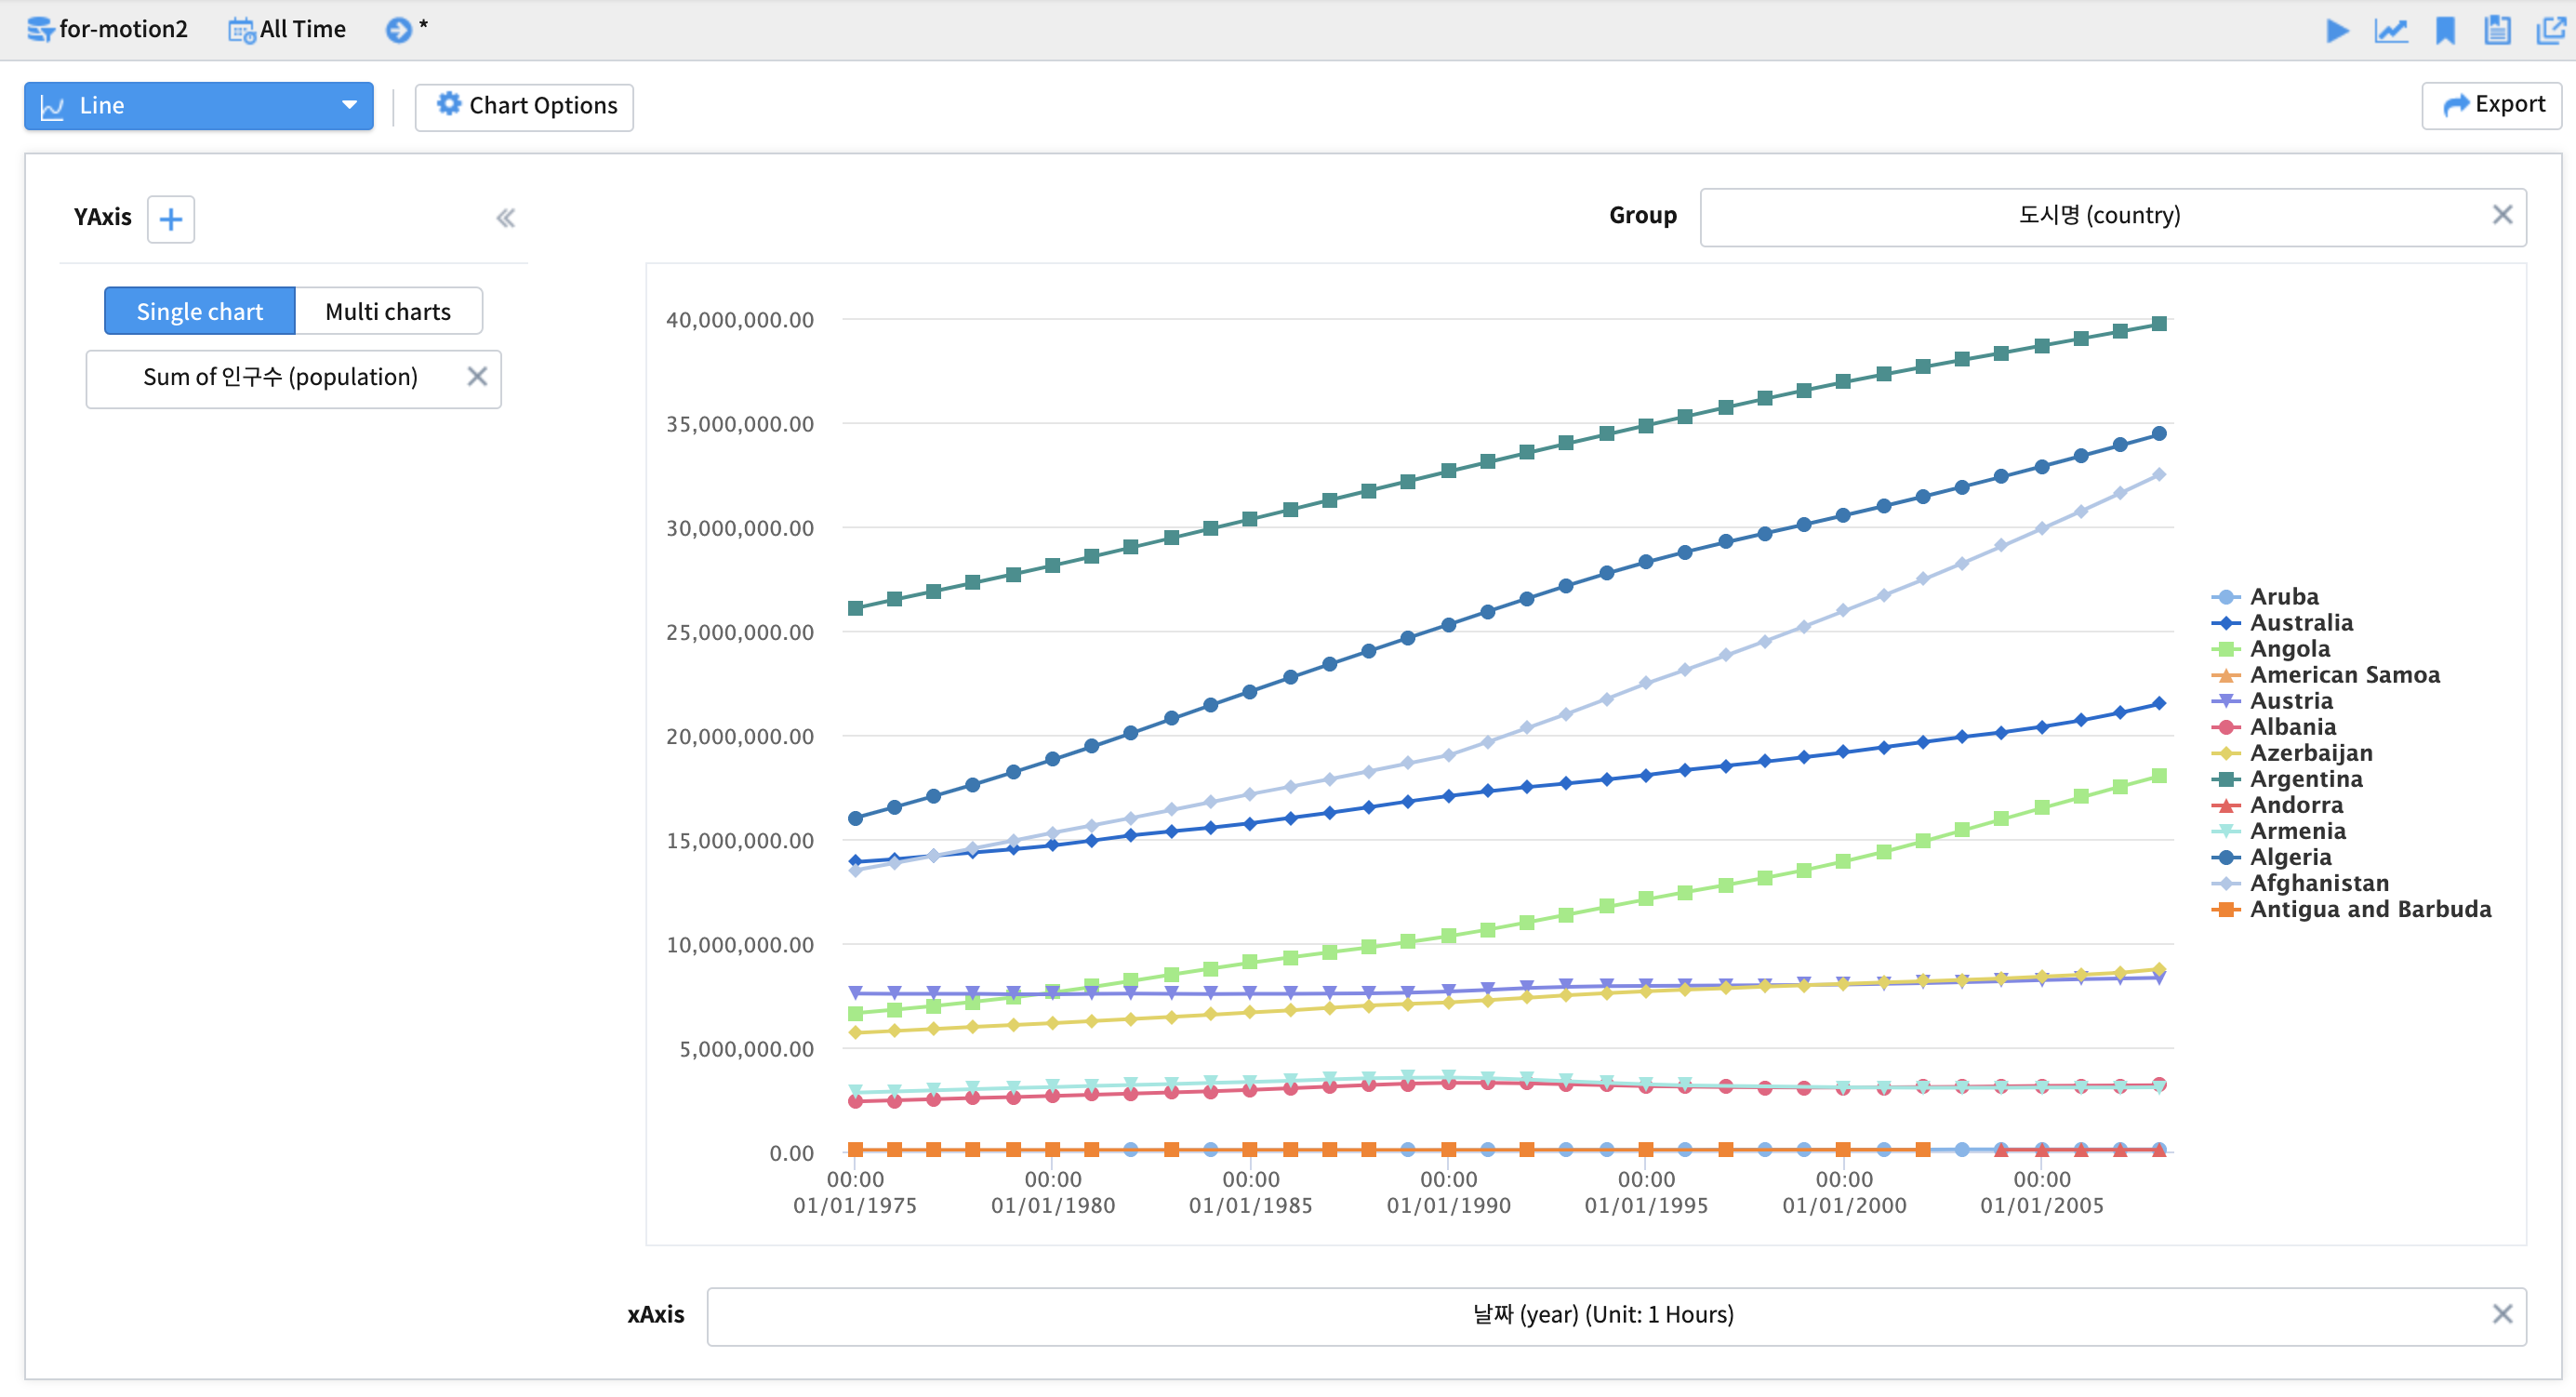 for-motion2 All Time *
Line Chart Options Export
YAxis Group 도시명 (country)
Single chart Multi charts
Sum of 인구수 (population)
40,000,000.00
35,000,000.00
30,000,000.00
25,000,000.00
20,000,000.00
15,000,000.00
10,000,000.00
5,000,000.00
0.00
00:00 00:00 00:00 00:00 00:00 00:00 00:00
01/01/1975 01/01/1980 01/01/1985 01/01/1990 01/01/1995 01/01/2000 01/01/2005
Aruba
Australia
Angola
American Samoa
Austria
Albania
Azerbaijan
Argentina
Andorra
Armenia
Algeria
Afghanistan
Antigua and Barbuda
xAxis 날짜 (year) (Unit: 1 Hours)